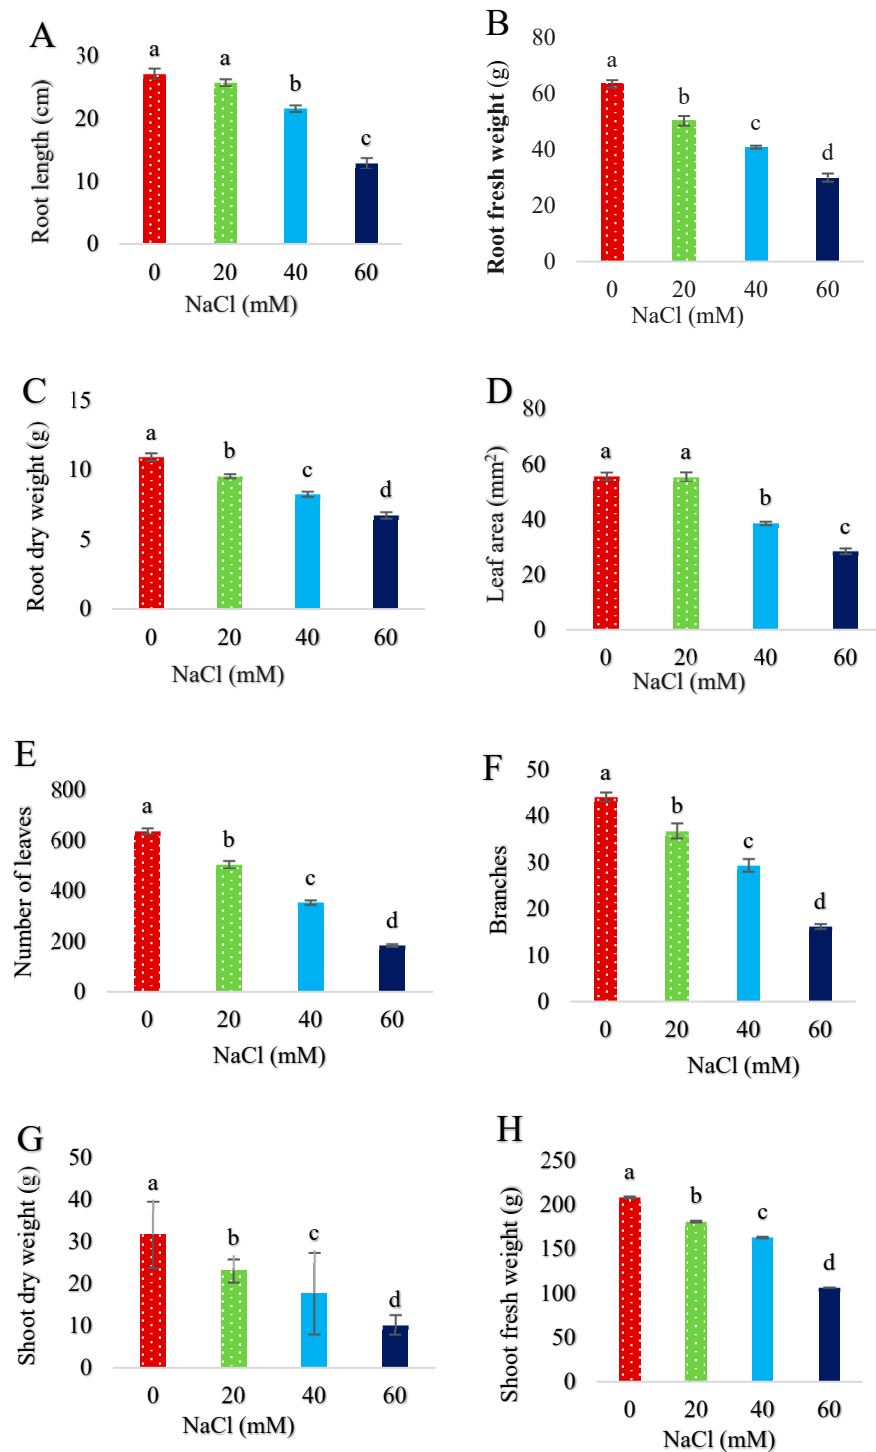 A
Root length (cm)
30
20
10
0
a
a
b
c
0 20 40 60
NaCl (mM)
B
Root fresh weight (g)
80
60
40
20
0
a
b
c
d
0 20 40 60
NaCl (mM)
C
Root dry weight (g)
15
10
5
0
a
b
c
d
0 20 40 60
NaCl (mM)
D
Leaf area (mm²)
80
60
40
20
0
a
a
b
c
0 20 40 60
NaCl (mM)
E
Number of leaves
800
600
400
200
0
a
b
c
d
0 20 40 60
NaCl (mM)
F
Branches
50
40
30
20
10
0
a
b
c
d
0 20 40 60
NaCl (mM)
G
Shoot dry weight (g)
50
40
30
20
10
0
a
b
c
d
0 20 40 60
NaCl (mM)
H
Shoot fresh weight (g)
250
200
150
100
50
0
a
b
c
d
0 20 40 60
NaCl (mM)